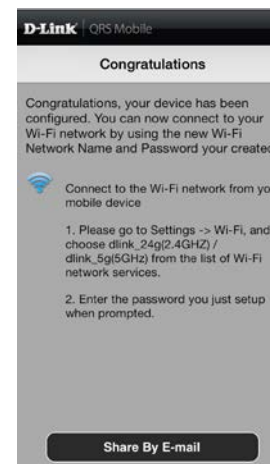 D-Link QRS Mobile
Congratulations
Congratulations, your device has been
configured. You can now connect to your
Wi-Fi network by using the new Wi-Fi
Network Name and Password your created
Connect to the Wi-Fi network from yo
mobile device
1. Please go to Settings -> Wi-Fi, and
choose dlink_24g(2.4GHZ) /
dlink_5g(5GHz) from the list of Wi-Fi
network services.
2. Enter the password you just setup
when prompted.
Share By E-mail